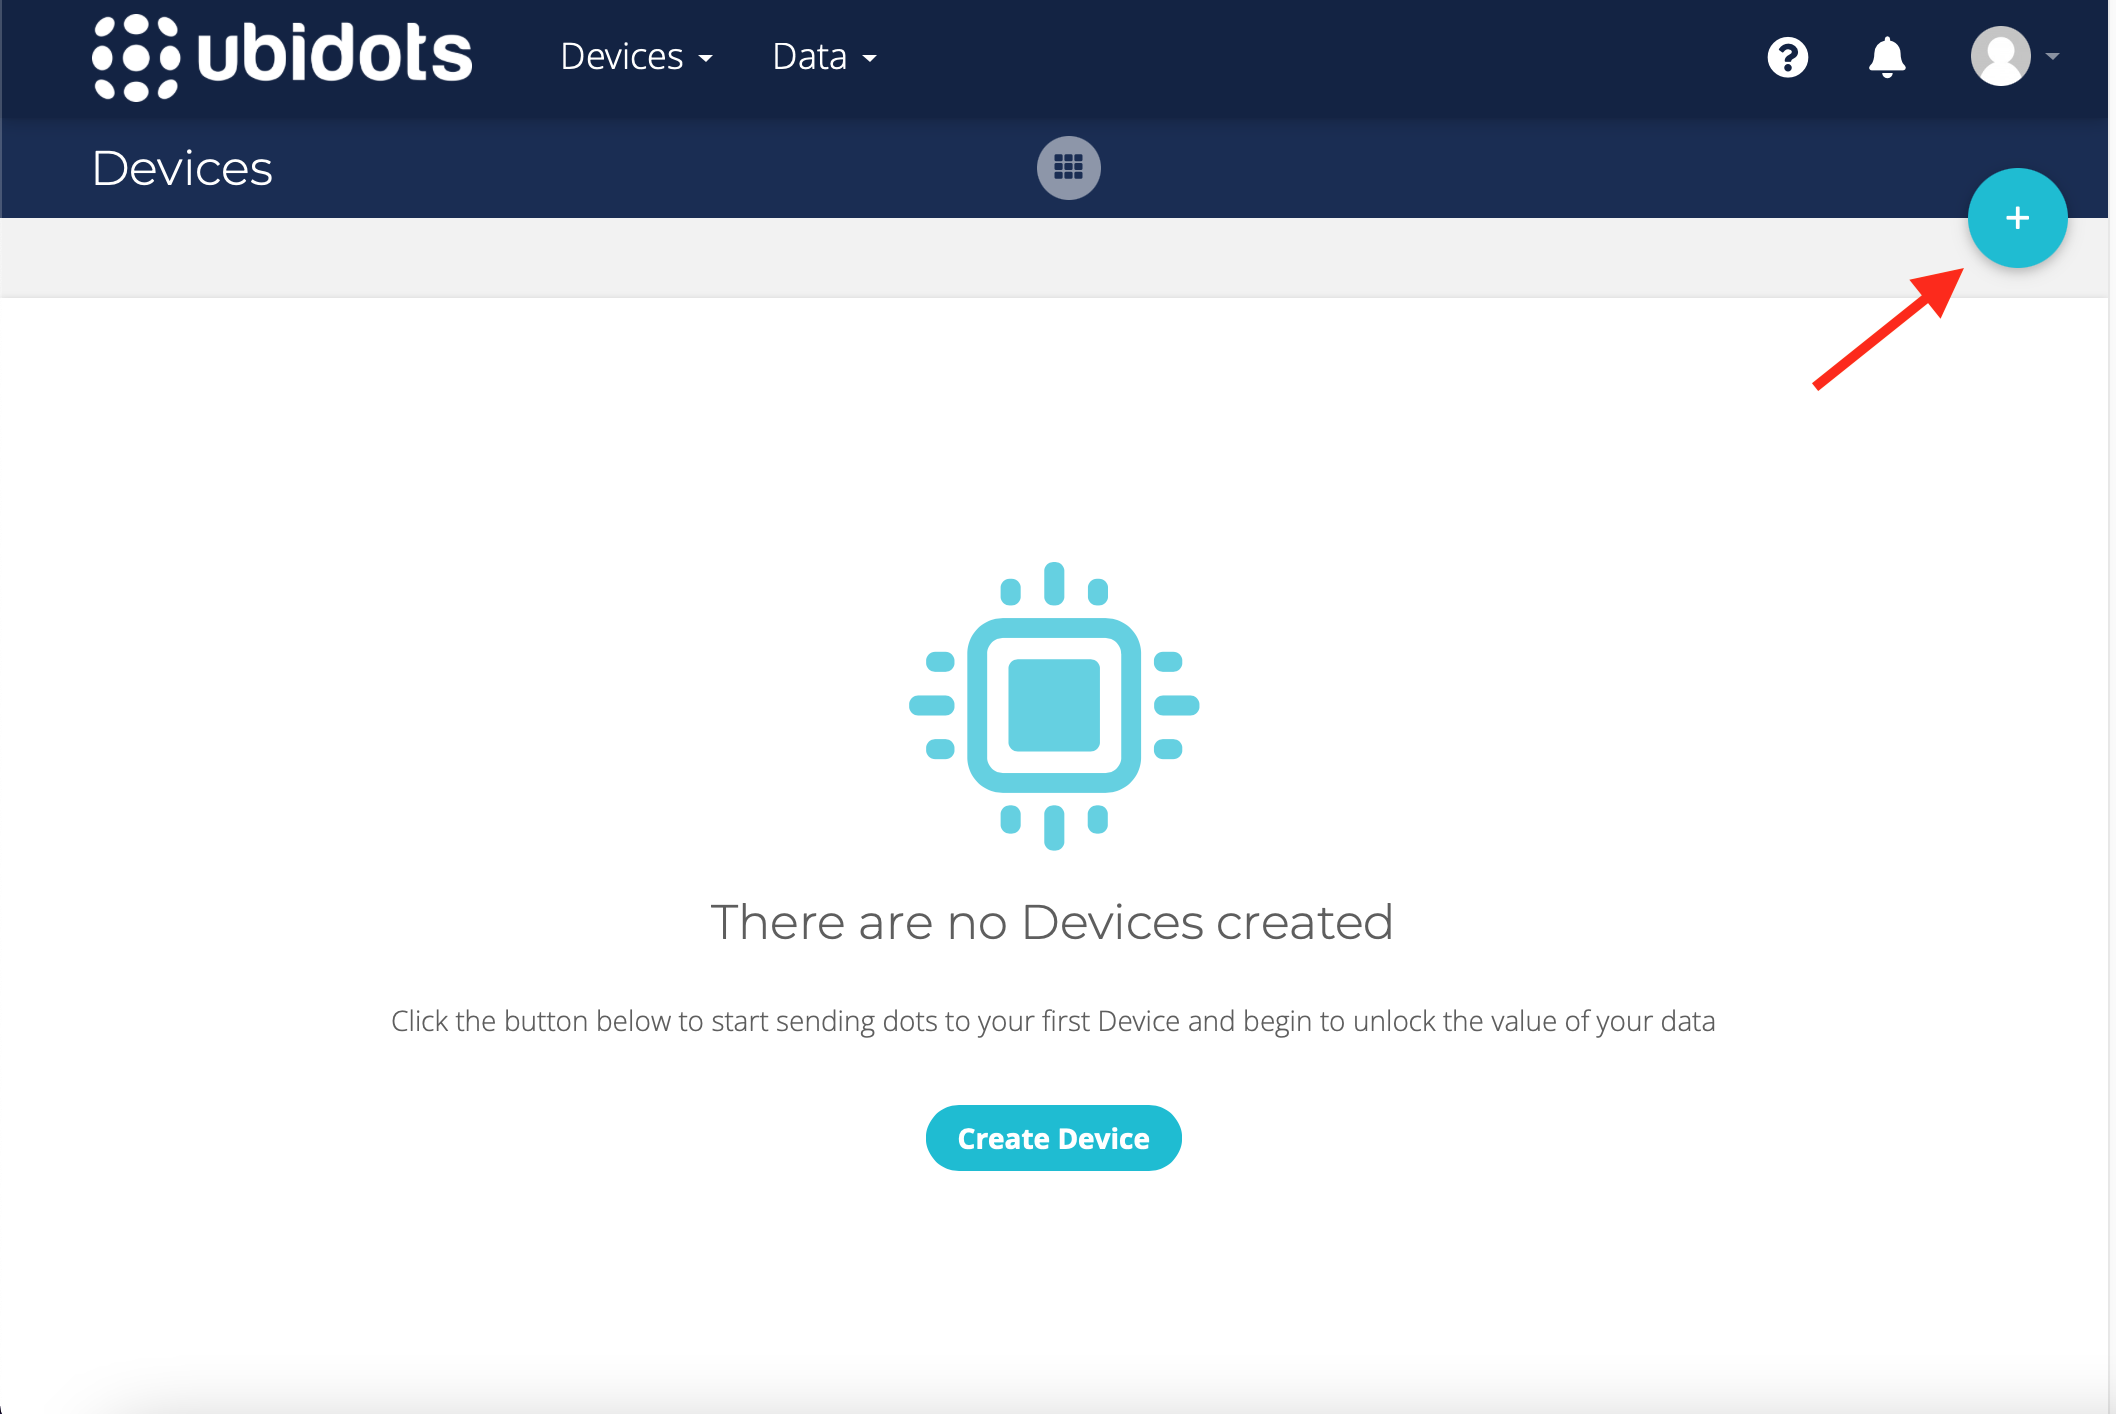 ubidots
Devices
Data
Devices
There are no Devices created
Click the button below to start sending dots to your first Device and begin to unlock the value of your data
Create Device